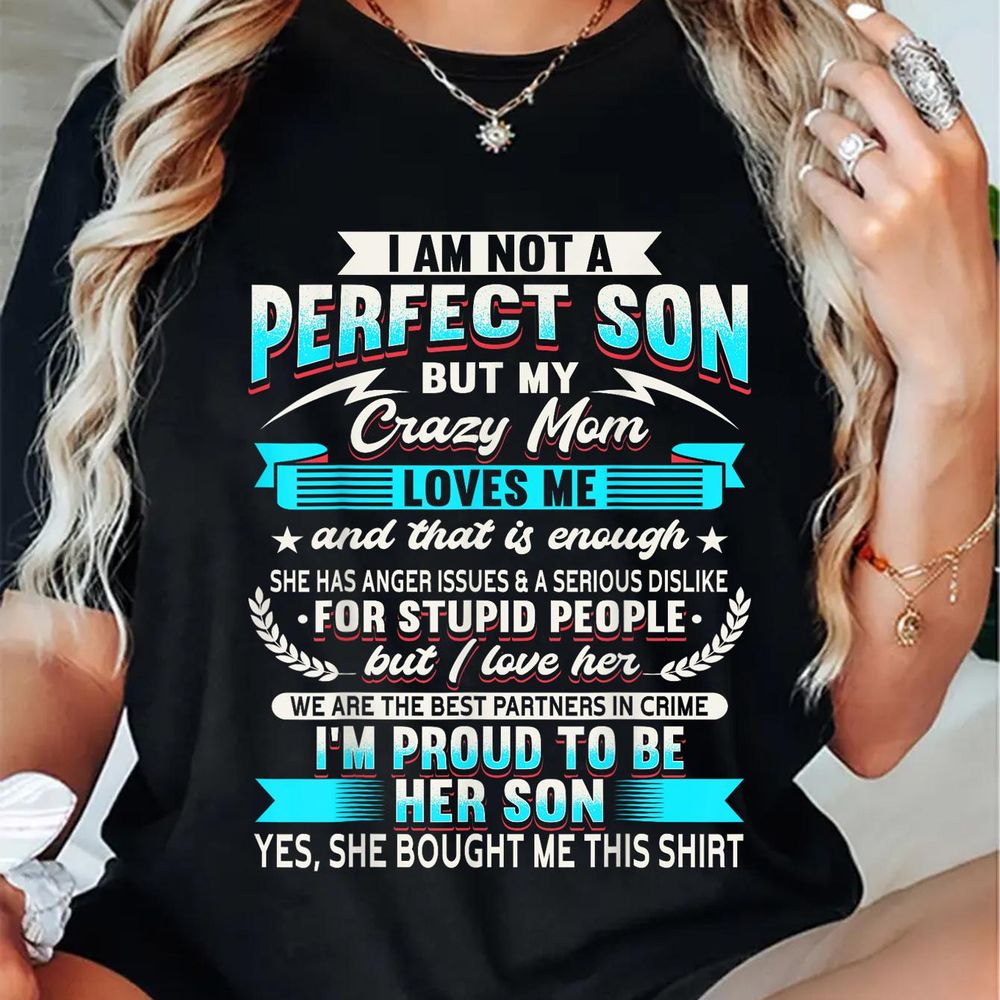 I AM NOT A
PERFECT SON
BUT MY
Crazy Mom
LOVES ME
and that is enough
SHE HAS ANGER ISSUES & A SERIOUS DISLIKE
• FOR STUPID PEOPLE •
but I love her
WE ARE THE BEST PARTNERS IN CRIME
I'M PROUD TO BE
HER SON
YES, SHE BOUGHT ME THIS SHIRT